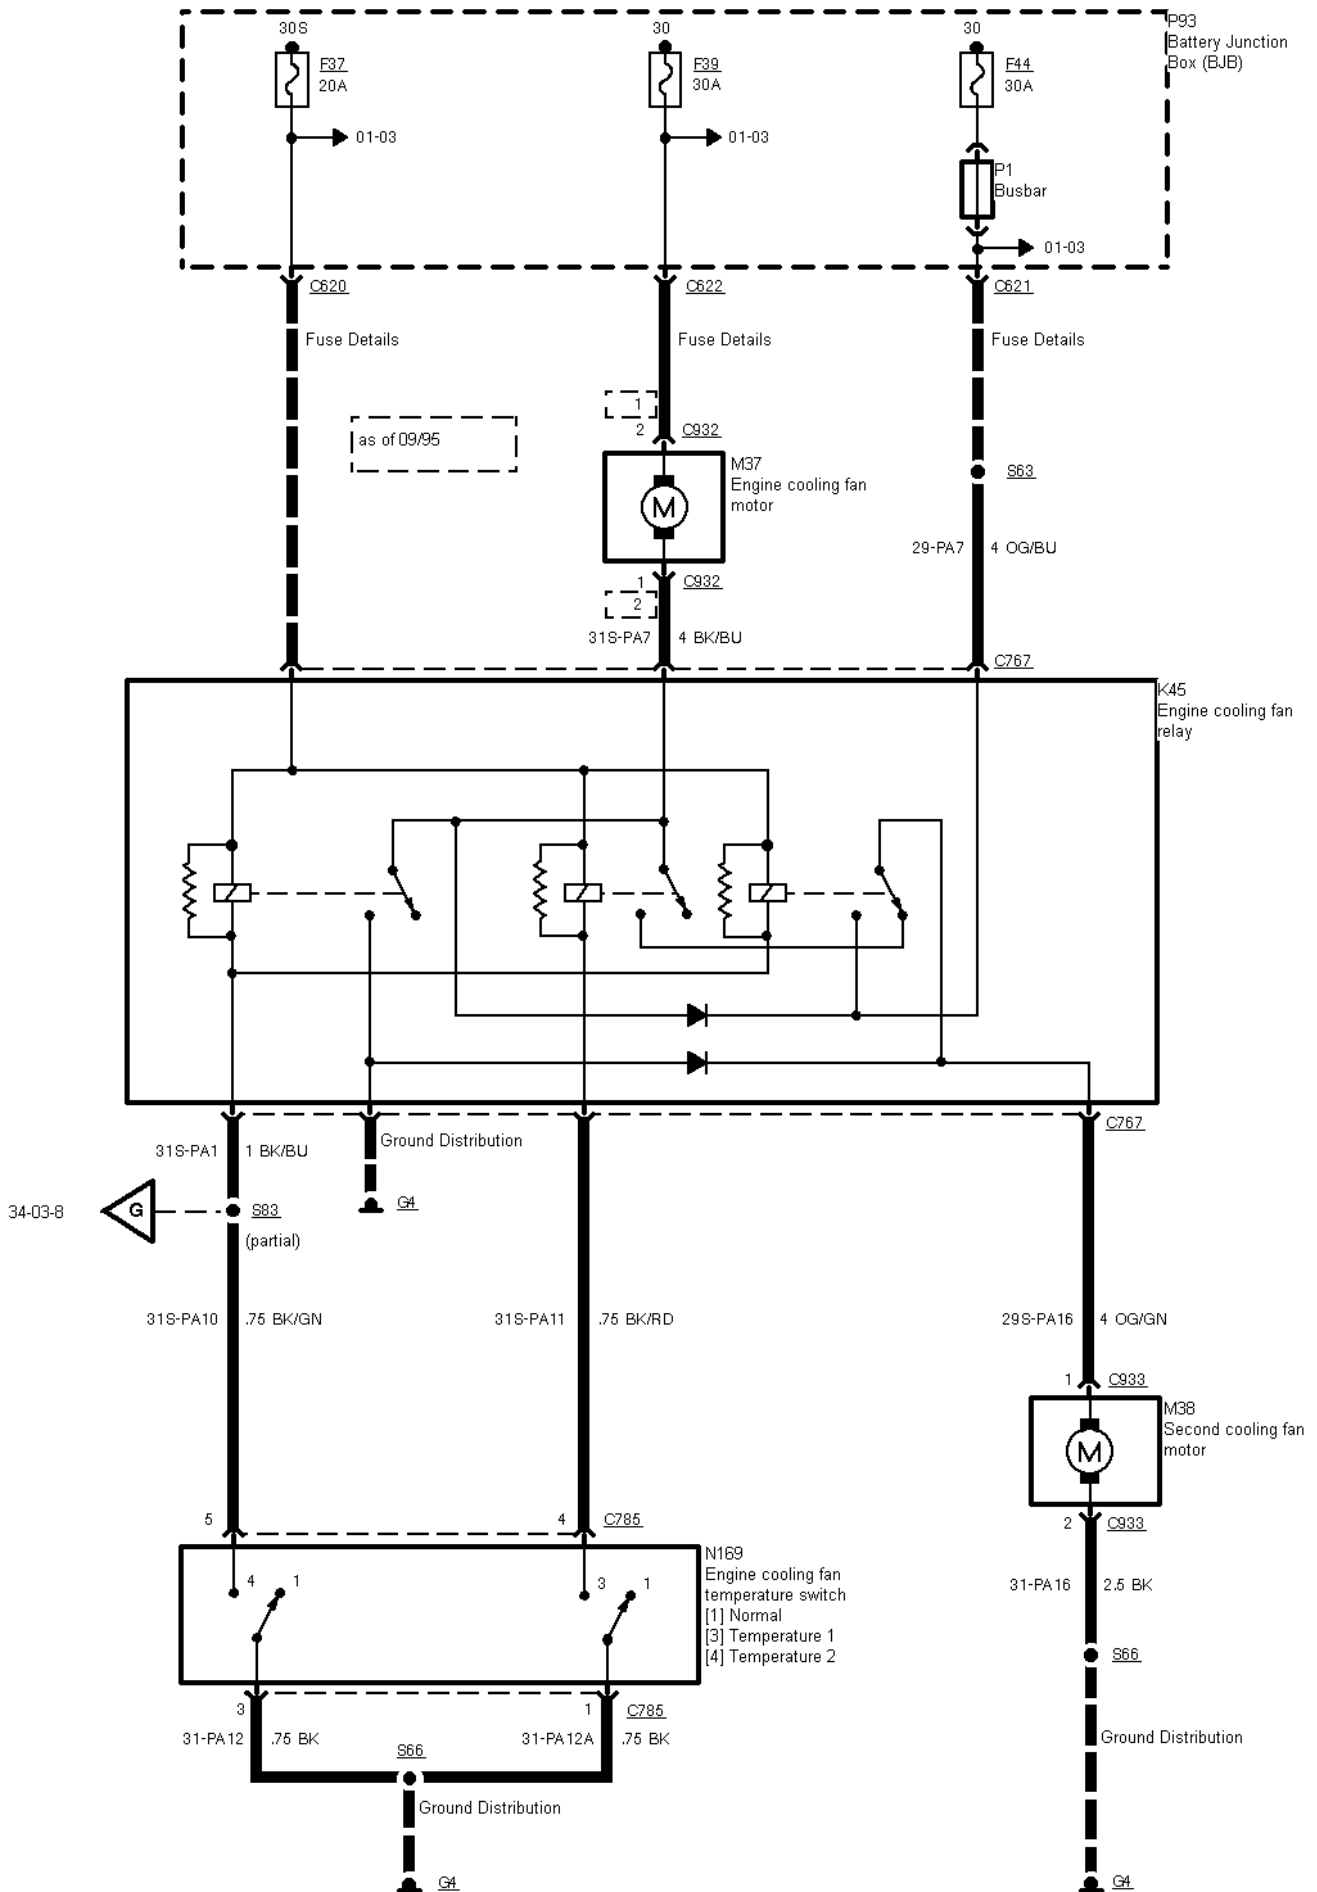 30S
30
30
P93
Battery Junction
Box (BJB)
F37
20A
F39
30A
F44
30A
01-03
01-03
P1
Busbar
01-03
C620
C622
C621
Fuse Details
Fuse Details
Fuse Details
1
as of 09/95
2
C932
M37
Engine cooling fan
motor
M
S63
29-PA7
4 OG/BU
1
C932
2
31S-PA7
4 BK/BU
C767
K45
Engine cooling fan
relay
C767
31S-PA1
1 BK/BU
Ground Distribution
34-03-8
G
S83
(partial)
G4
31S-PA10
.75 BK/GN
31S-PA11
.75 BK/RD
29S-PA16
4 OG/GN
1
C933
M38
Second cooling fan
motor
M
5
4
C785
2
C933
N169
Engine cooling fan
temperature switch
[1] Normal
[3] Temperature 1
[4] Temperature 2
4
1
3
1
31-PA16
2.5 BK
S66
3
1
C785
31-PA12
.75 BK
31-PA12A
.75 BK
S66
Ground Distribution
Ground Distribution
G4
G4